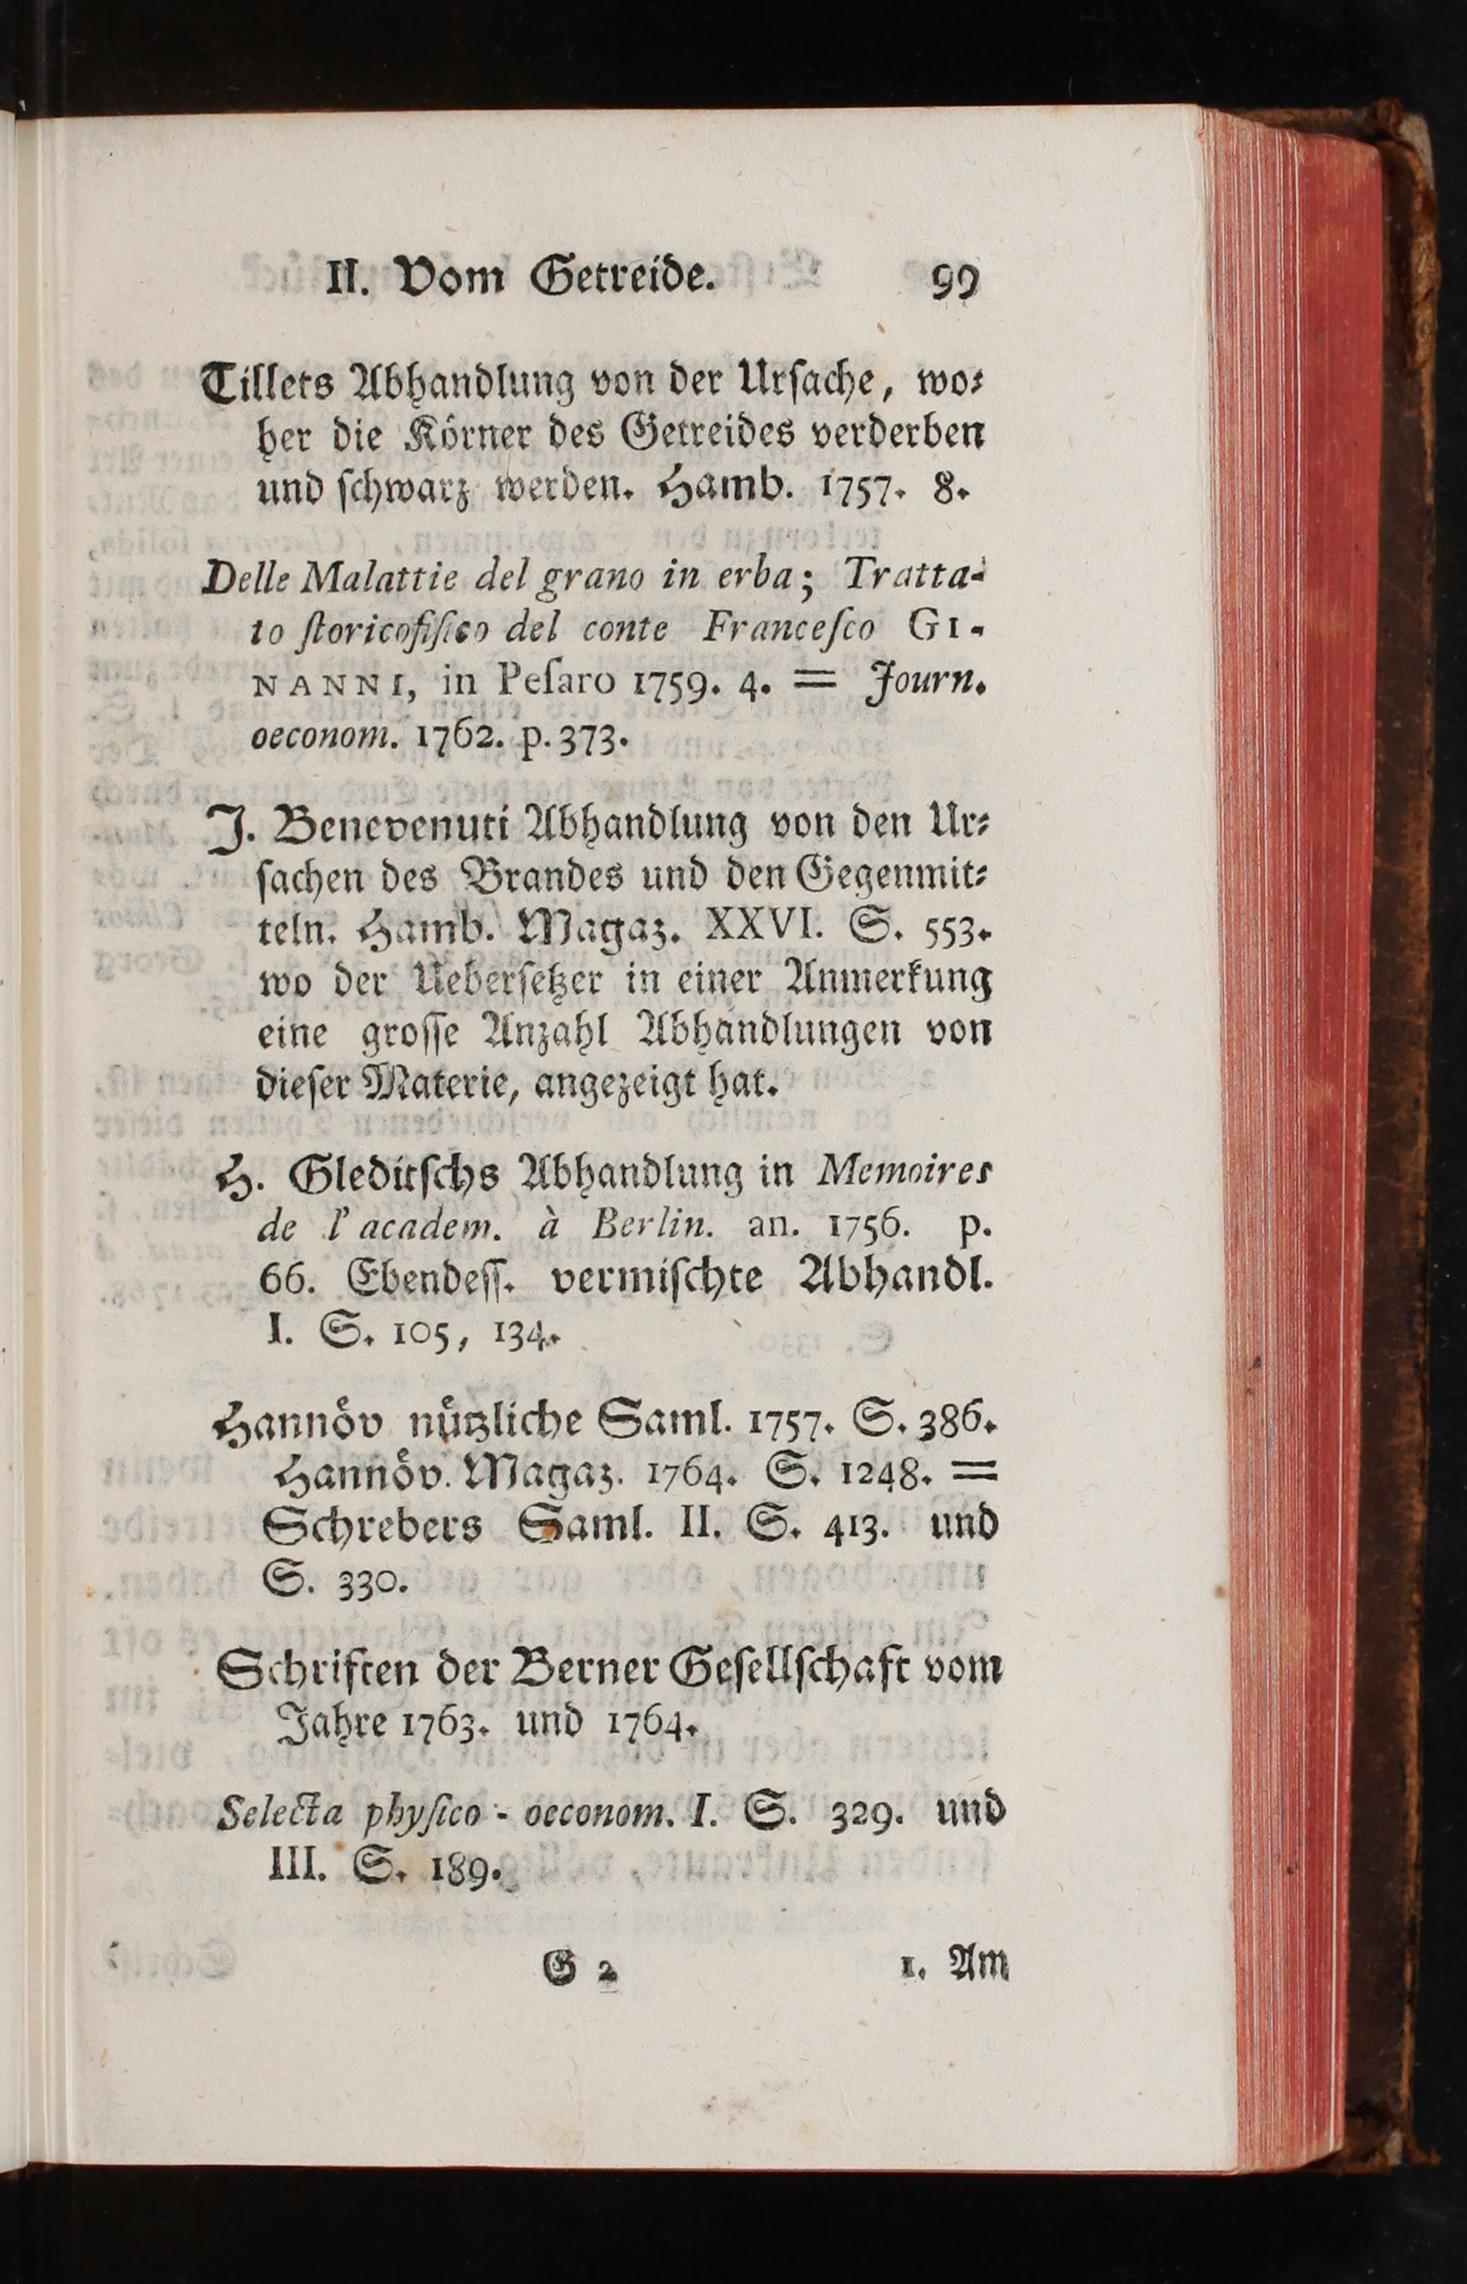 II. Vom Getreide. 99
Tillets Abhandlung von der Urſache, wo⸗
her die Körner des Getreides verderben
und ſchwarz werden. Hamb. 1757. 8.
Delle Malattie del grano in erba; Tratta-
to ſtoricofiſico del conte Franceſco GI-
NANNI, in Peſaro 1759. 4. = Journ.
oeconom. 1762. p. 373.
J. Benevenuti Abhandlung von den Ur⸗
ſachen des Brandes und den Gegenmit⸗
teln. Hamb. Magaz. XXVI. S. 553.
wo der Ueberſetzer in einer Anmerkung
eine groſſe Anzahl Abhandlungen von
dieſer Materie, angezeigt hat.
H. Gleditſchs Abhandlung in Memoires
de l' academ. à Berlin. an. 1756. p.
66. Ebendeſſ. vermiſchte Abhandl.
I. S. 105, 134.
Hannöv nützliche Saml. 1757. S. 386.
Hannöv. Magaz. 1764. S. 1248. =
Schrebers Saml. II. S. 413. und
S. 330.
Schriften der Berner Geſellſchaft vom
Jahre 1763. und 1764.
Selecta phyſico - oeconom. I. S. 329. und
III. S. 189.
G 2 1. Am